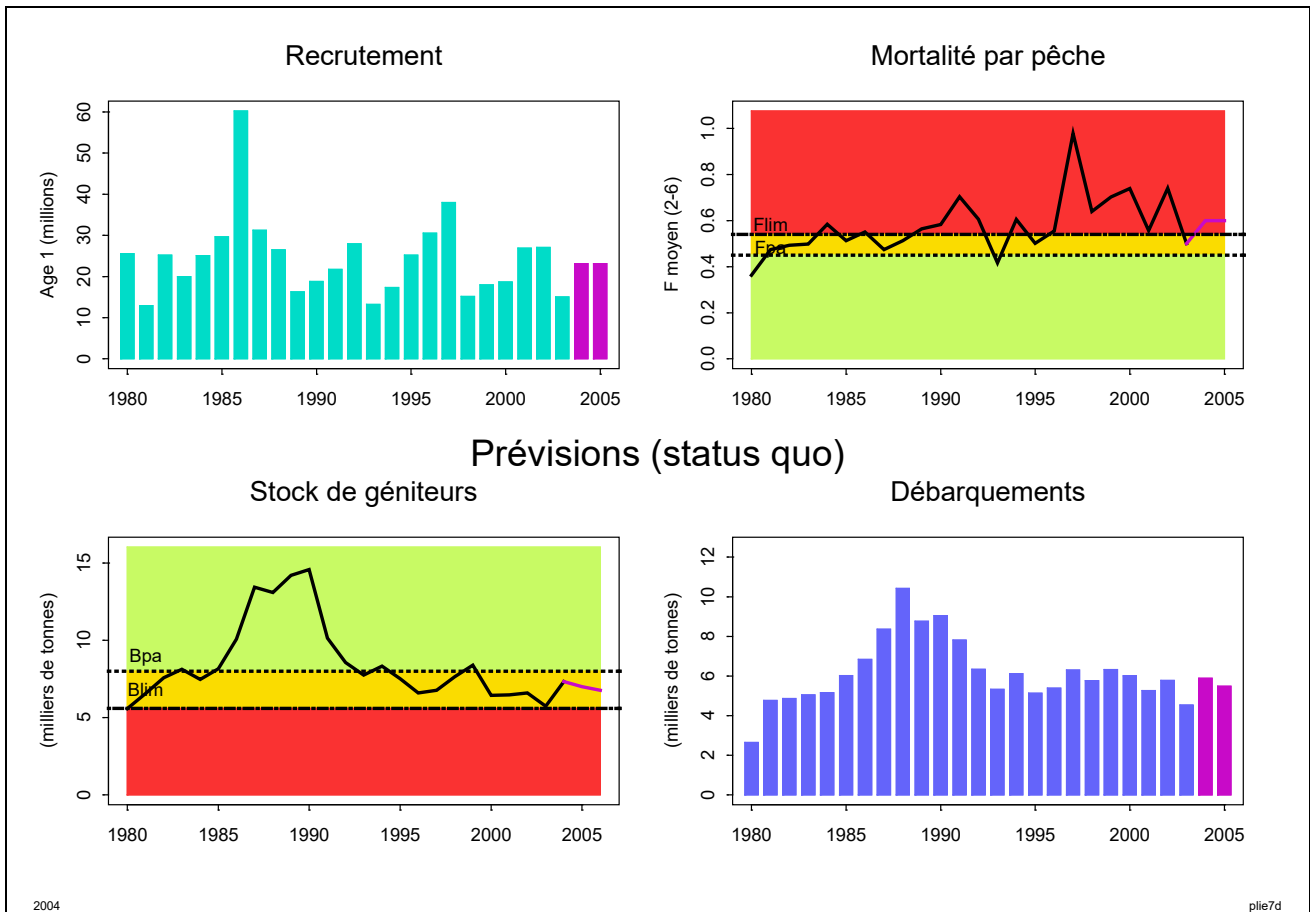 Recrutement
Age 1 (millions)
0 10 20 30 40 50 60
1980 1985 1990 1995 2000 2005
Mortalité par pêche
F moyen (2-6)
0.0 0.2 0.4 0.6 0.8 1.0
Flim
Fpa
1980 1985 1990 1995 2000 2005
Prévisions (status quo)
Stock de géniteurs
(milliers de tonnes)
0 5 10 15
Bpa
Blim
1980 1985 1990 1995 2000 2005
Débarquements
(milliers de tonnes)
0 2 4 6 8 10 12
1980 1985 1990 1995 2000 2005
2004
plie7d